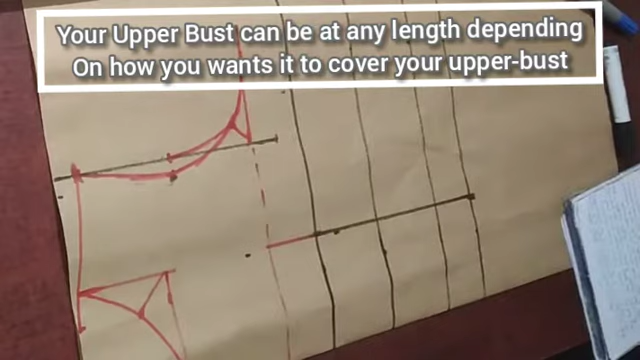 Your Upper Bust can be at any length depending
On how you wants it to cover your upper-bust